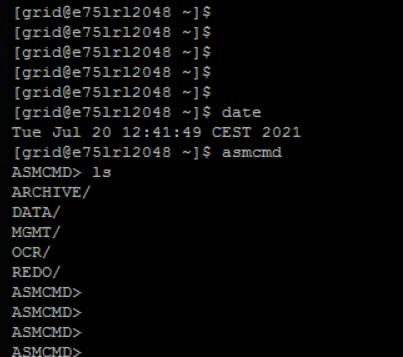 [grid@e75lrl2048 ~]$
[grid@e75lrl2048 ~]$
[grid@e75lrl2048 ~]$
[grid@e75lrl2048 ~]$
[grid@e75lrl2048 ~]$
[grid@e75lrl2048 ~]$ date
Tue Jul 20 12:41:49 CEST 2021
[grid@e75lrl2048 ~]$ asmcmd
ASMCMD> ls
ARCHIVE/
DATA/
MGMT/
OCR/
REDO/
ASMCMD>
ASMCMD>
ASMCMD>
ASMCMD>